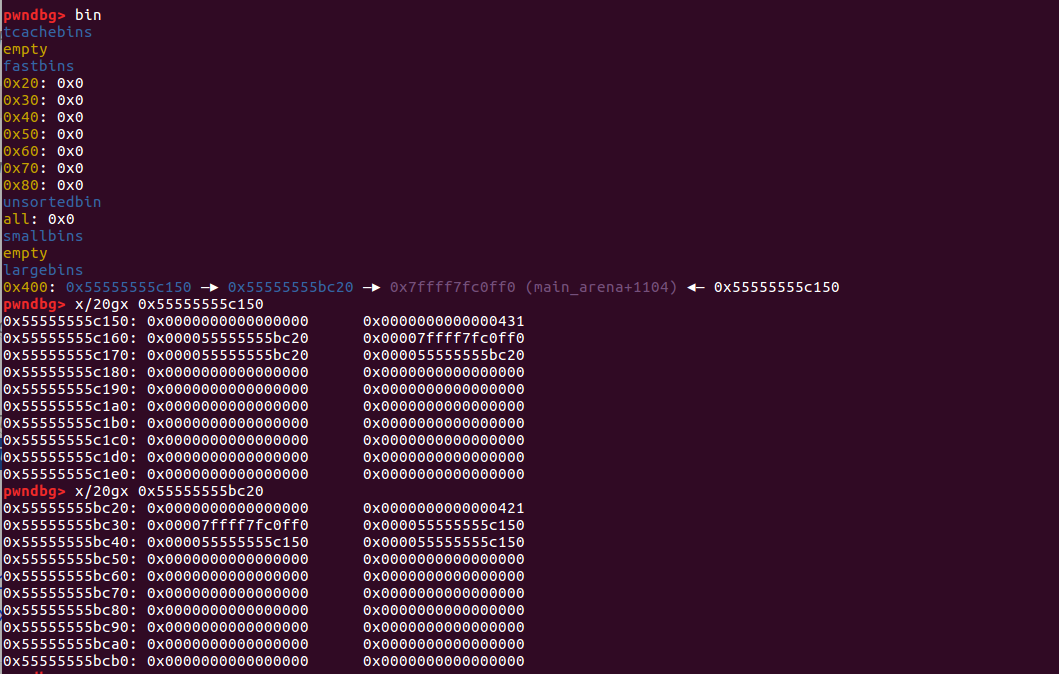 pwndbg> bin
tcachebins
empty
fastbins
0x20: 0x0
0x30: 0x0
0x40: 0x0
0x50: 0x0
0x60: 0x0
0x70: 0x0
0x80: 0x0
unsortedbin
all: 0x0
smallbins
empty
largebins
0x400: 0x55555555c150 —▸ 0x55555555bc20 —▸ 0x7ffff7fc0ff0 (main_arena+1104) ◂— 0x55555555c150
pwndbg> x/20gx 0x55555555c150
0x55555555c150: 0x0000000000000000 0x0000000000000431
0x55555555c160: 0x000055555555bc20 0x00007ffff7fc0ff0
0x55555555c170: 0x000055555555bc20 0x000055555555bc20
0x55555555c180: 0x0000000000000000 0x0000000000000000
0x55555555c190: 0x0000000000000000 0x0000000000000000
0x55555555c1a0: 0x0000000000000000 0x0000000000000000
0x55555555c1b0: 0x0000000000000000 0x0000000000000000
0x55555555c1c0: 0x0000000000000000 0x0000000000000000
0x55555555c1d0: 0x0000000000000000 0x0000000000000000
0x55555555c1e0: 0x0000000000000000 0x0000000000000000
pwndbg> x/20gx 0x55555555bc20
0x55555555bc20: 0x0000000000000000 0x0000000000000421
0x55555555bc30: 0x00007ffff7fc0ff0 0x000055555555c150
0x55555555bc40: 0x000055555555c150 0x000055555555c150
0x55555555bc50: 0x0000000000000000 0x0000000000000000
0x55555555bc60: 0x0000000000000000 0x0000000000000000
0x55555555bc70: 0x0000000000000000 0x0000000000000000
0x55555555bc80: 0x0000000000000000 0x0000000000000000
0x55555555bc90: 0x0000000000000000 0x0000000000000000
0x55555555bca0: 0x0000000000000000 0x0000000000000000
0x55555555bcb0: 0x0000000000000000 0x0000000000000000